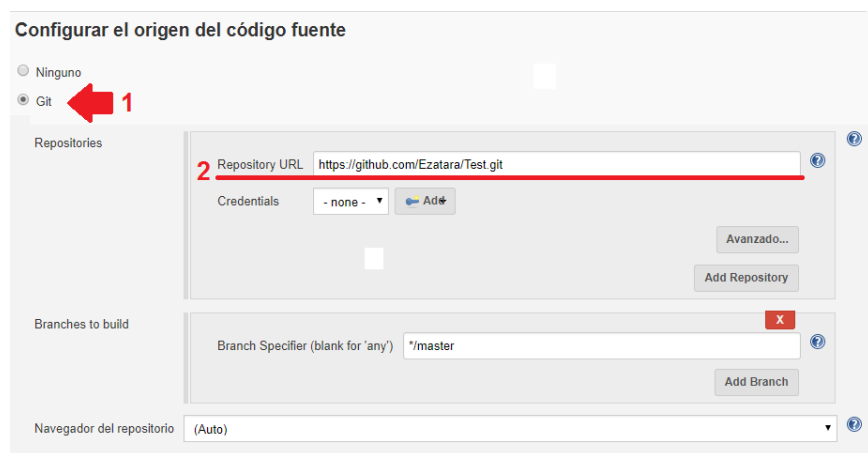 Configurar el origen del código fuente
Ninguno
Git 1
Repositories
2 Repository URL https://github.com/Ezatara/Test.git
Credentials - none - Add
Avanzado...
Add Repository
Branches to build
X
Branch Specifier (blank for 'any') */master
Add Branch
Navegador del repositorio (Auto)